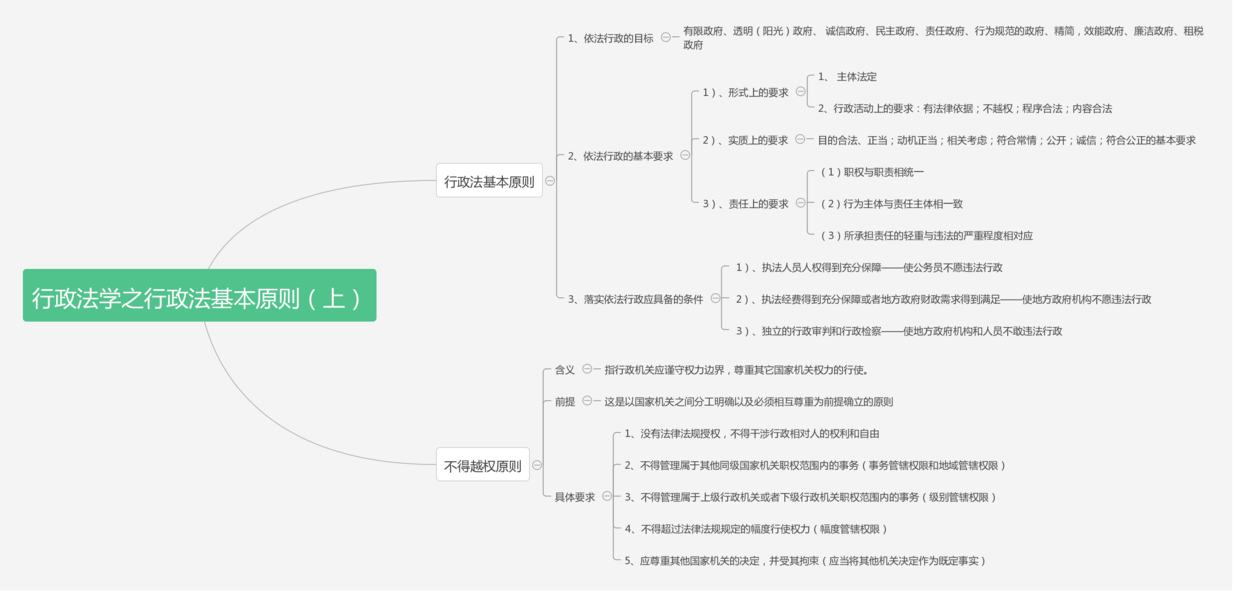 行政法学之行政法基本原则（上）
行政法基本原则
1、依法行政的目标
有限政府、透明（阳光）政府、 诚信政府、民主政府、责任政府、行为规范的政府、精简，效能政府、廉洁政府、租税
政府
2、依法行政的基本要求
1）、形式上的要求
1、 主体法定
2、行政活动上的要求：有法律依据；不越权；程序合法；内容合法
2）、实质上的要求
目的合法、正当；动机正当；相关考虑；符合常情；公开；诚信；符合公正的基本要求
3）、责任上的要求
（1）职权与职责相统一
（2）行为主体与责任主体相一致
（3）所承担责任的轻重与违法的严重程度相对应
3、落实依法行政应具备的条件
1）、执法人员人权得到充分保障——使公务员不愿违法行政
2）、执法经费得到充分保障或者地方政府财政需求得到满足——使地方政府机构不愿违法行政
3）、独立的行政审判和行政检察——使地方政府机构和人员不敢违法行政
不得越权原则
含义
指行政机关应谨守权力边界，尊重其它国家机关权力的行使。
前提
这是以国家机关之间分工明确以及必须相互尊重为前提确立的原则
具体要求
1、没有法律法规授权，不得干涉行政相对人的权利和自由
2、不得管理属于其他同级国家机关职权范围内的事务（事务管辖权限和地域管辖权限）
3、不得管理属于上级行政机关或者下级行政机关职权范围内的事务（级别管辖权限）
4、不得超过法律法规规定的幅度行使权力（幅度管辖权限）
5、应尊重其他国家机关的决定，并受其拘束（应当将其他机关决定作为既定事实）